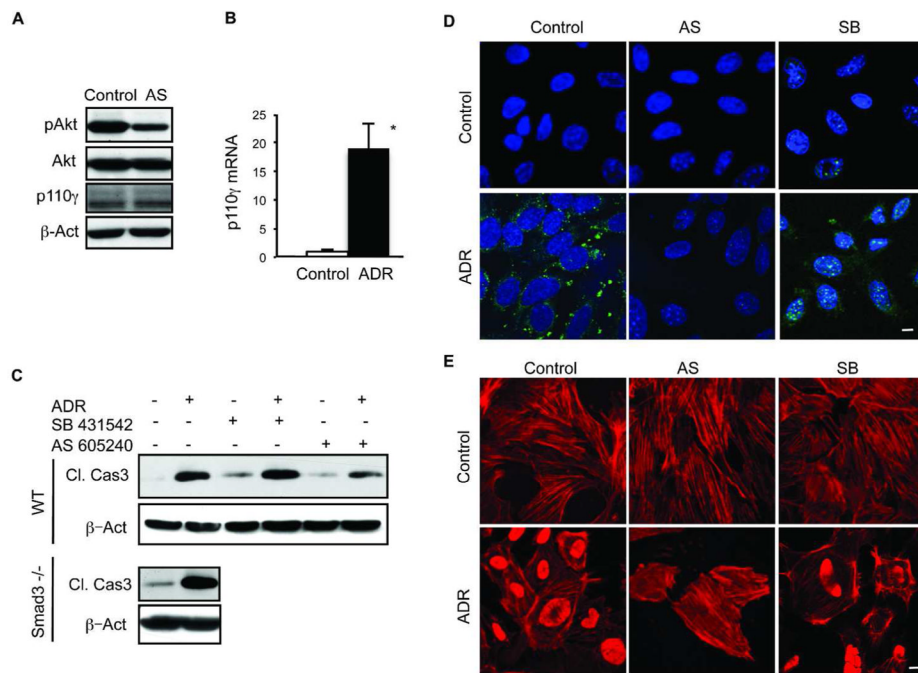 A
Control AS
pAkt
Akt
p110γ
β-Act
B
p110γ mRNA
25
20
15
10
5
0
Control ADR
*
C
ADR - + - + - +
SB 431542 - - + + - -
AS 605240 - - - - + +
WT
Cl. Cas3
β-Act
Smad3 -/-
Cl. Cas3
β-Act
D
Control AS SB
Control
ADR
E
Control AS SB
Control
ADR